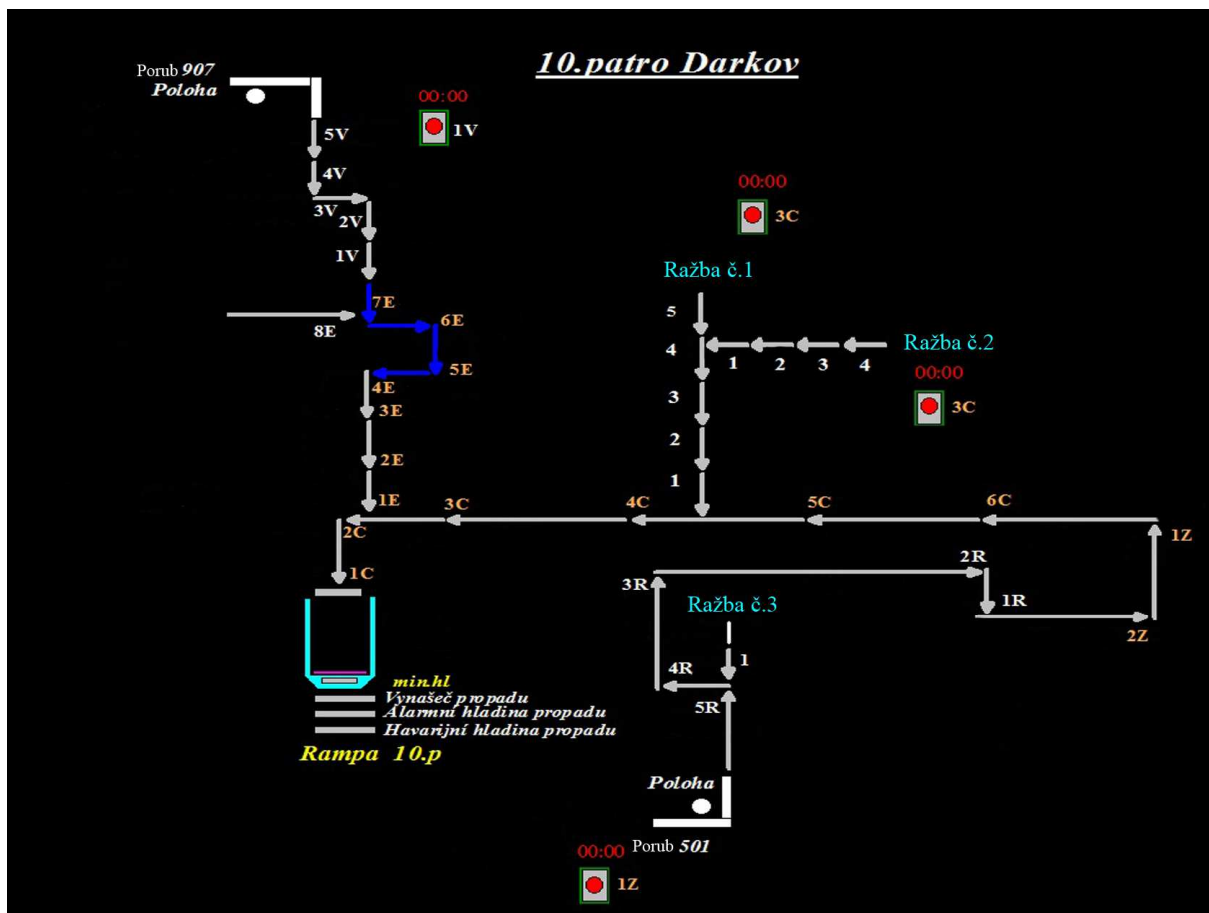 10.patro Darkov
Porub 907
Poloha
00:00
1V
5V
4V
3V
2V
1V
00:00
3C
Ražba č.1
7E
8E
6E
5E
4E
3E
2E
1E
5
4
3
2
1
1 2 3 4
Ražba č.2
00:00
3C
2C
3C
4C
5C
6C
1Z
1C
3R
2R
1R
2Z
Ražba č.3
1
4R
5R
min.hl
Vynašeč propadu
Alarmní hladina propadu
Havarijní hladina propadu
Rampa 10.p
Poloha
Porub 501
00:00
1Z